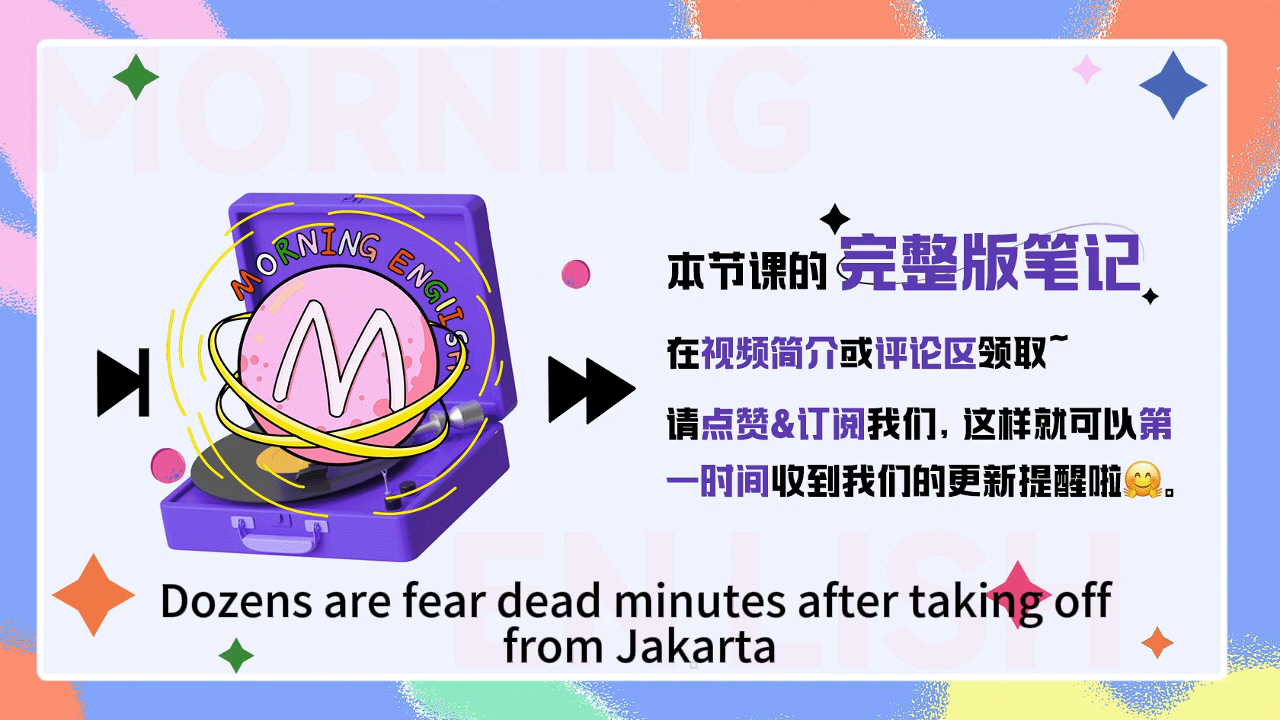 MORNING
MORNING ENGLISH
M
本节课的完整版笔记
在视频简介或评论区领取~
请点赞&订阅我们, 这样就可以第
一时间收到我们的更新提醒啦🤗。
Dozens are fear dead minutes after taking off
from Jakarta